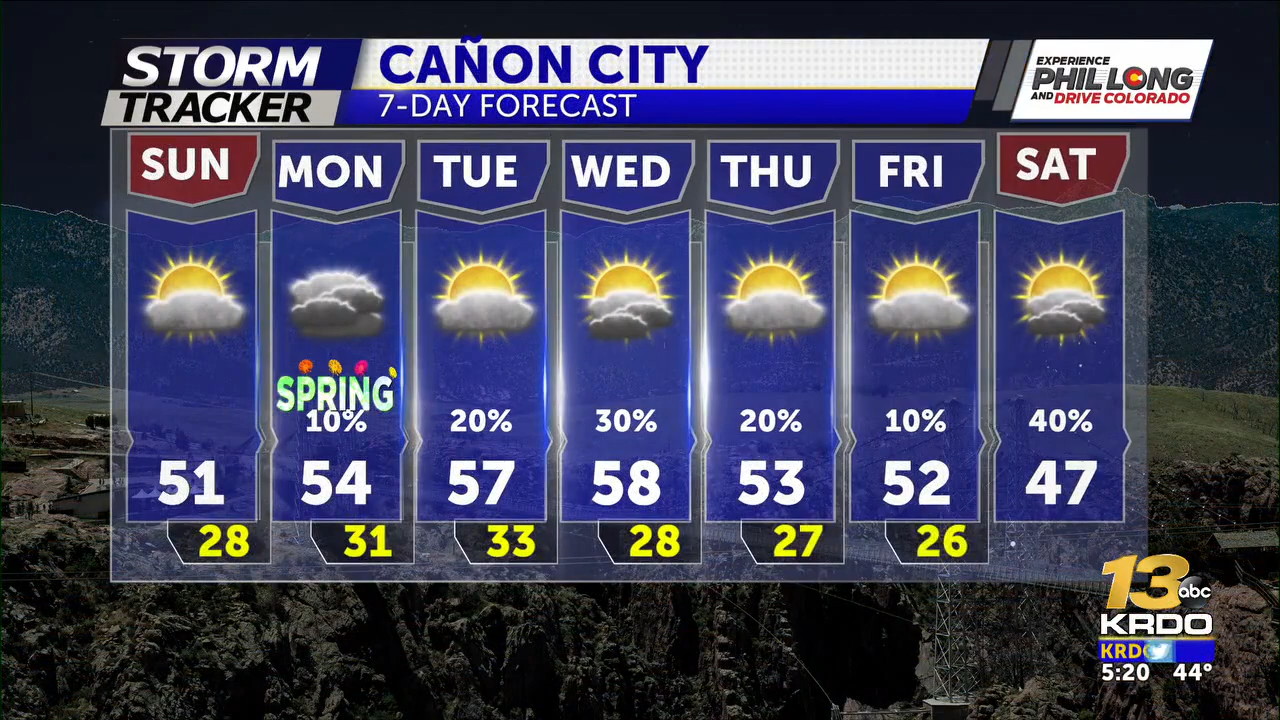 STORM
TRACKER
CAÑON CITY
7-DAY FORECAST
EXPERIENCE
PHIL LONG
AND DRIVE COLORADO
SUN MON TUE WED THU FRI SAT
SPRING
10% 20% 30% 20% 10% 40%
51 54 57 58 53 52 47
28 31 33 28 27 26
13 abc
KRDO
KRD
5:20 44°